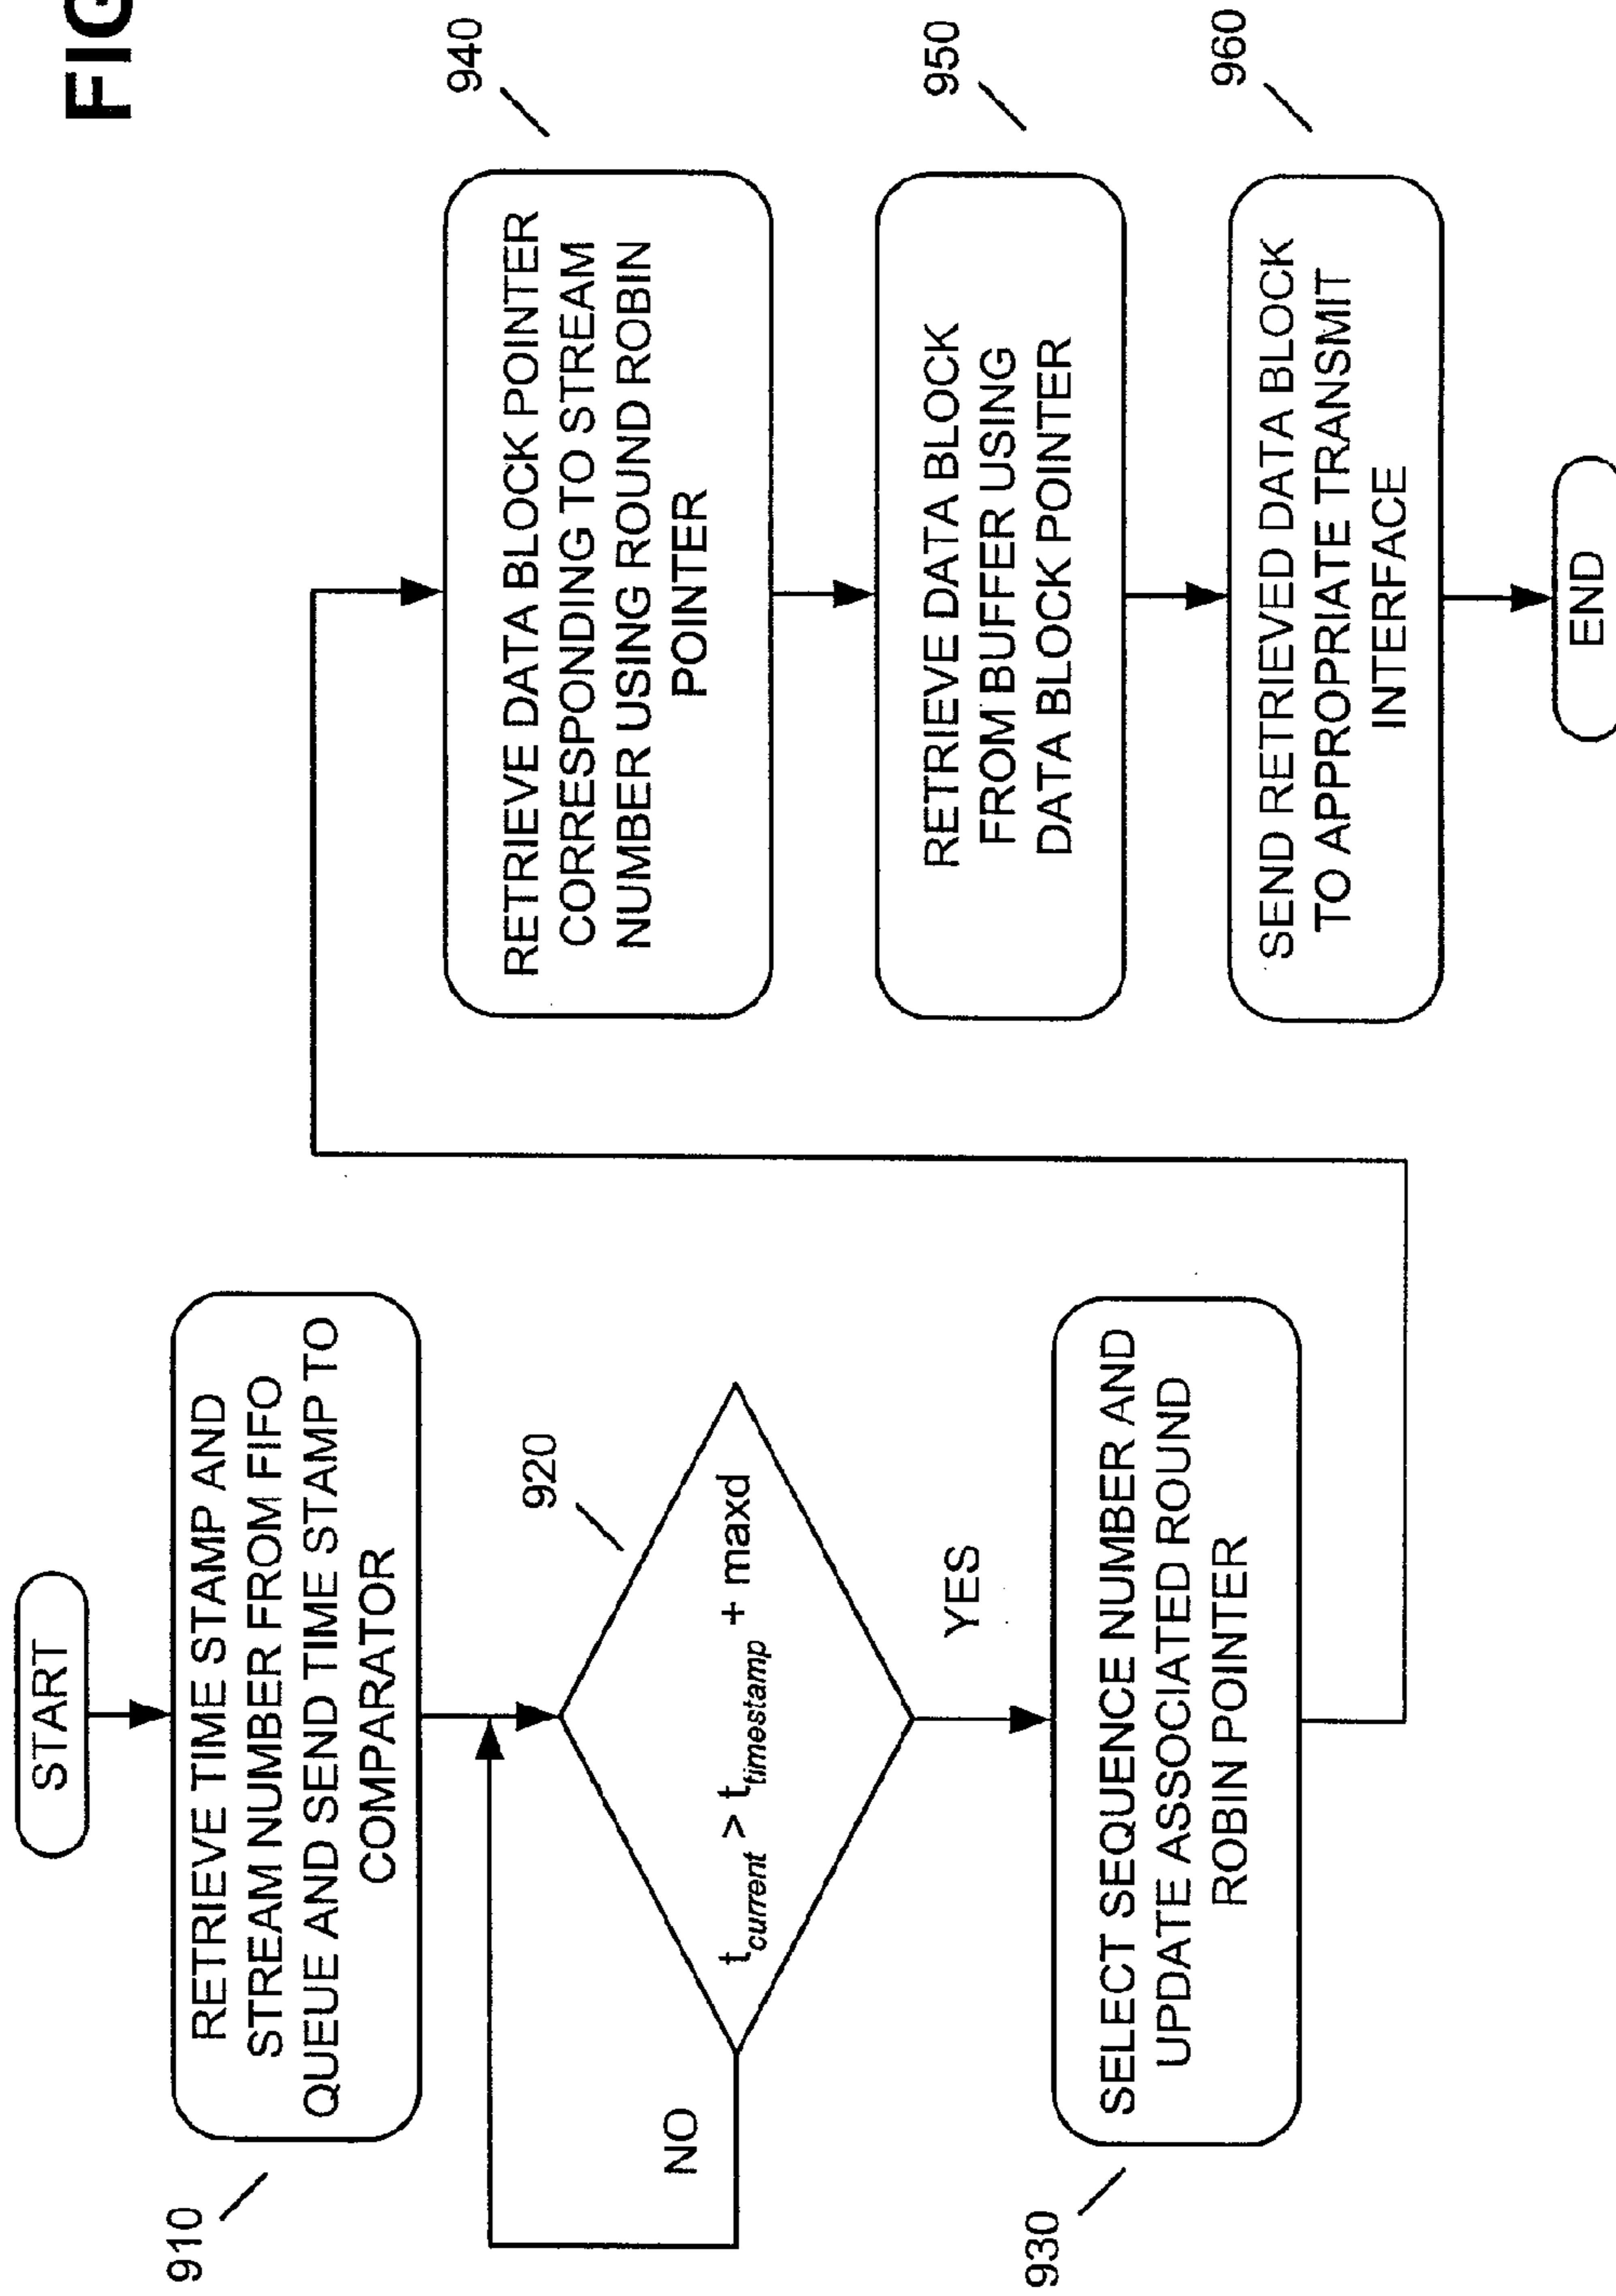 FIG
START
910
RETRIEVE TIME STAMP AND
STREAM NUMBER FROM FIFO
QUEUE AND SEND TIME STAMP TO
COMPARATOR
920
t_current > t_timestamp + maxd
NO
YES
930
SELECT SEQUENCE NUMBER AND
UPDATE ASSOCIATED ROUND
ROBIN POINTER
940
RETRIEVE DATA BLOCK POINTER
CORRESPONDING TO STREAM
NUMBER USING ROUND ROBIN
POINTER
950
RETRIEVE DATA BLOCK
FROM BUFFER USING
DATA BLOCK POINTER
960
SEND RETRIEVED DATA BLOCK
TO APPROPRIATE TRANSMIT
INTERFACE
END